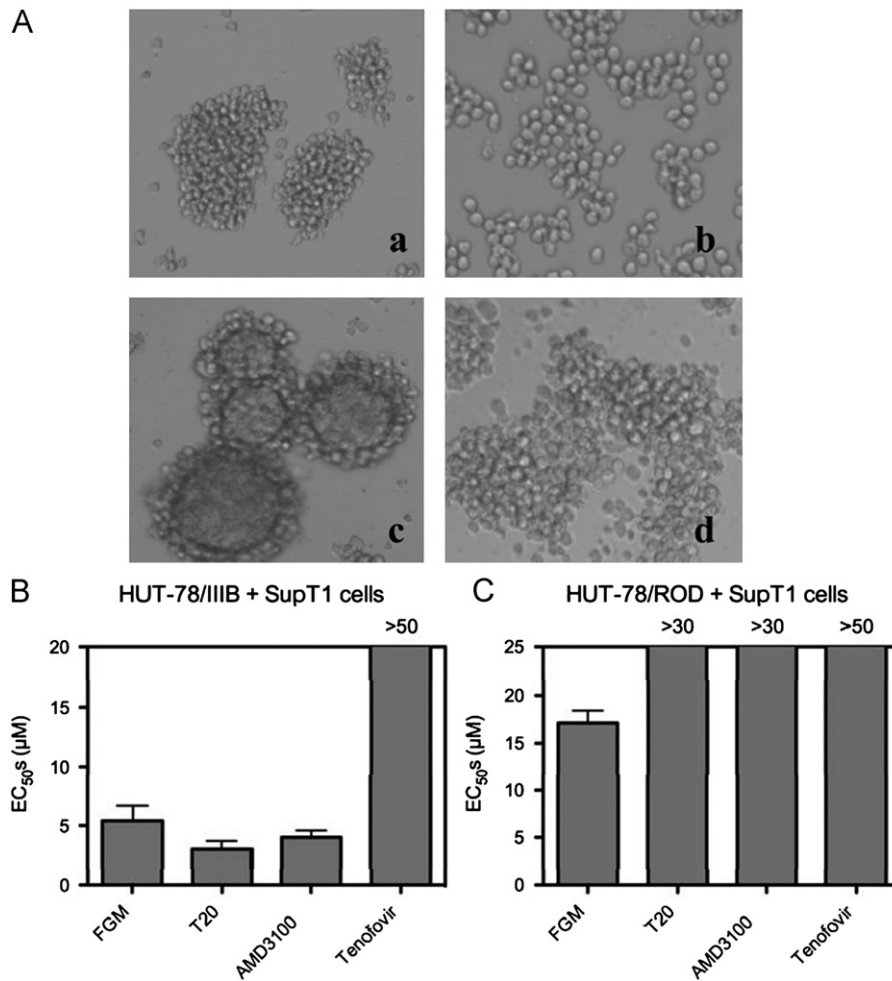 A
a
b
c
d
B
HUT-78/IIIB + SupT1 cells
>50
20
15
10
5
0
EC50s (µM)
FGM
T20
AMD3100
Tenofovir
C
HUT-78/ROD + SupT1 cells
>30 >30 >50
25
20
15
10
5
0
EC50s (µM)
FGM
T20
AMD3100
Tenofovir